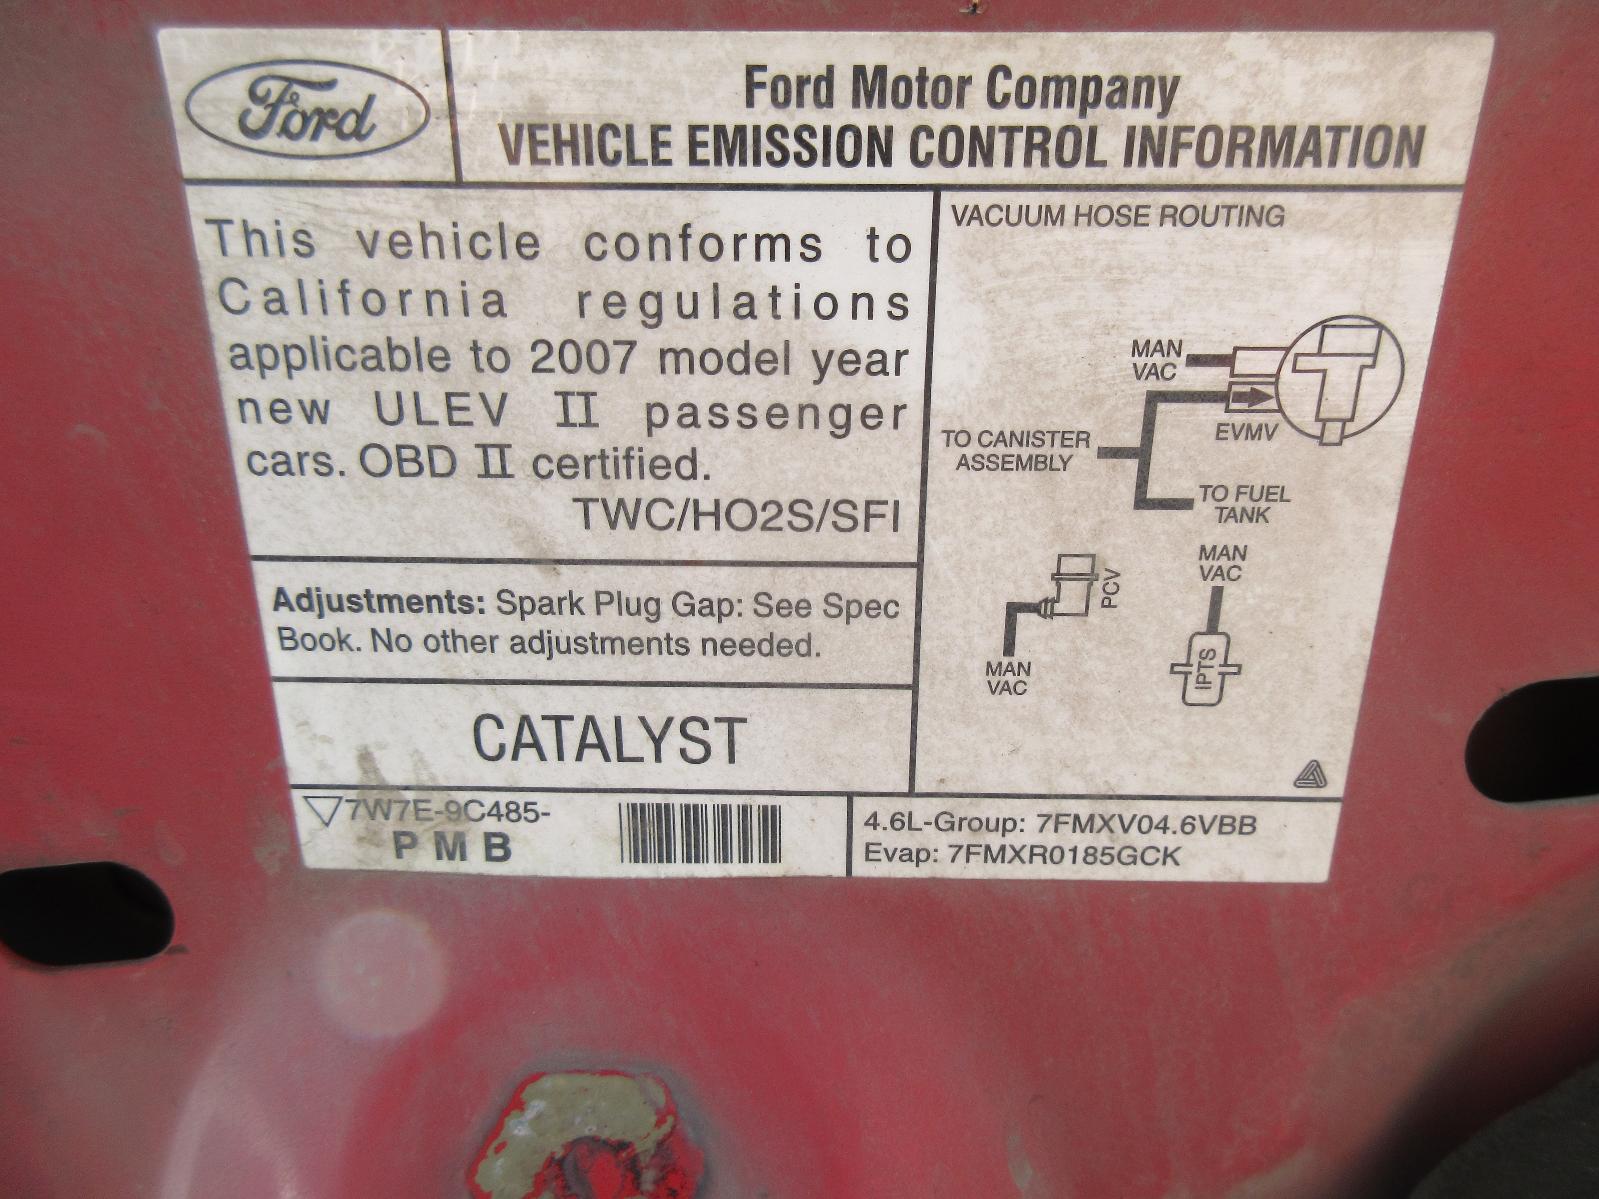 Ford
Ford Motor Company
VEHICLE EMISSION CONTROL INFORMATION
This vehicle conforms to
California regulations
applicable to 2007 model year
new ULEV II passenger
cars. OBD II certified.
TWC/HO2S/SFI
Adjustments: Spark Plug Gap: See Spec
Book. No other adjustments needed.
CATALYST
7W7E-9C485-
P M B
VACUUM HOSE ROUTING
MAN
VAC
EVMV
TO CANISTER
ASSEMBLY
TO FUEL
TANK
PCV
MAN
VAC
MAN
VAC
IPTS
4.6L-Group: 7FMXV04.6VBB
Evap: 7FMXR0185GCK